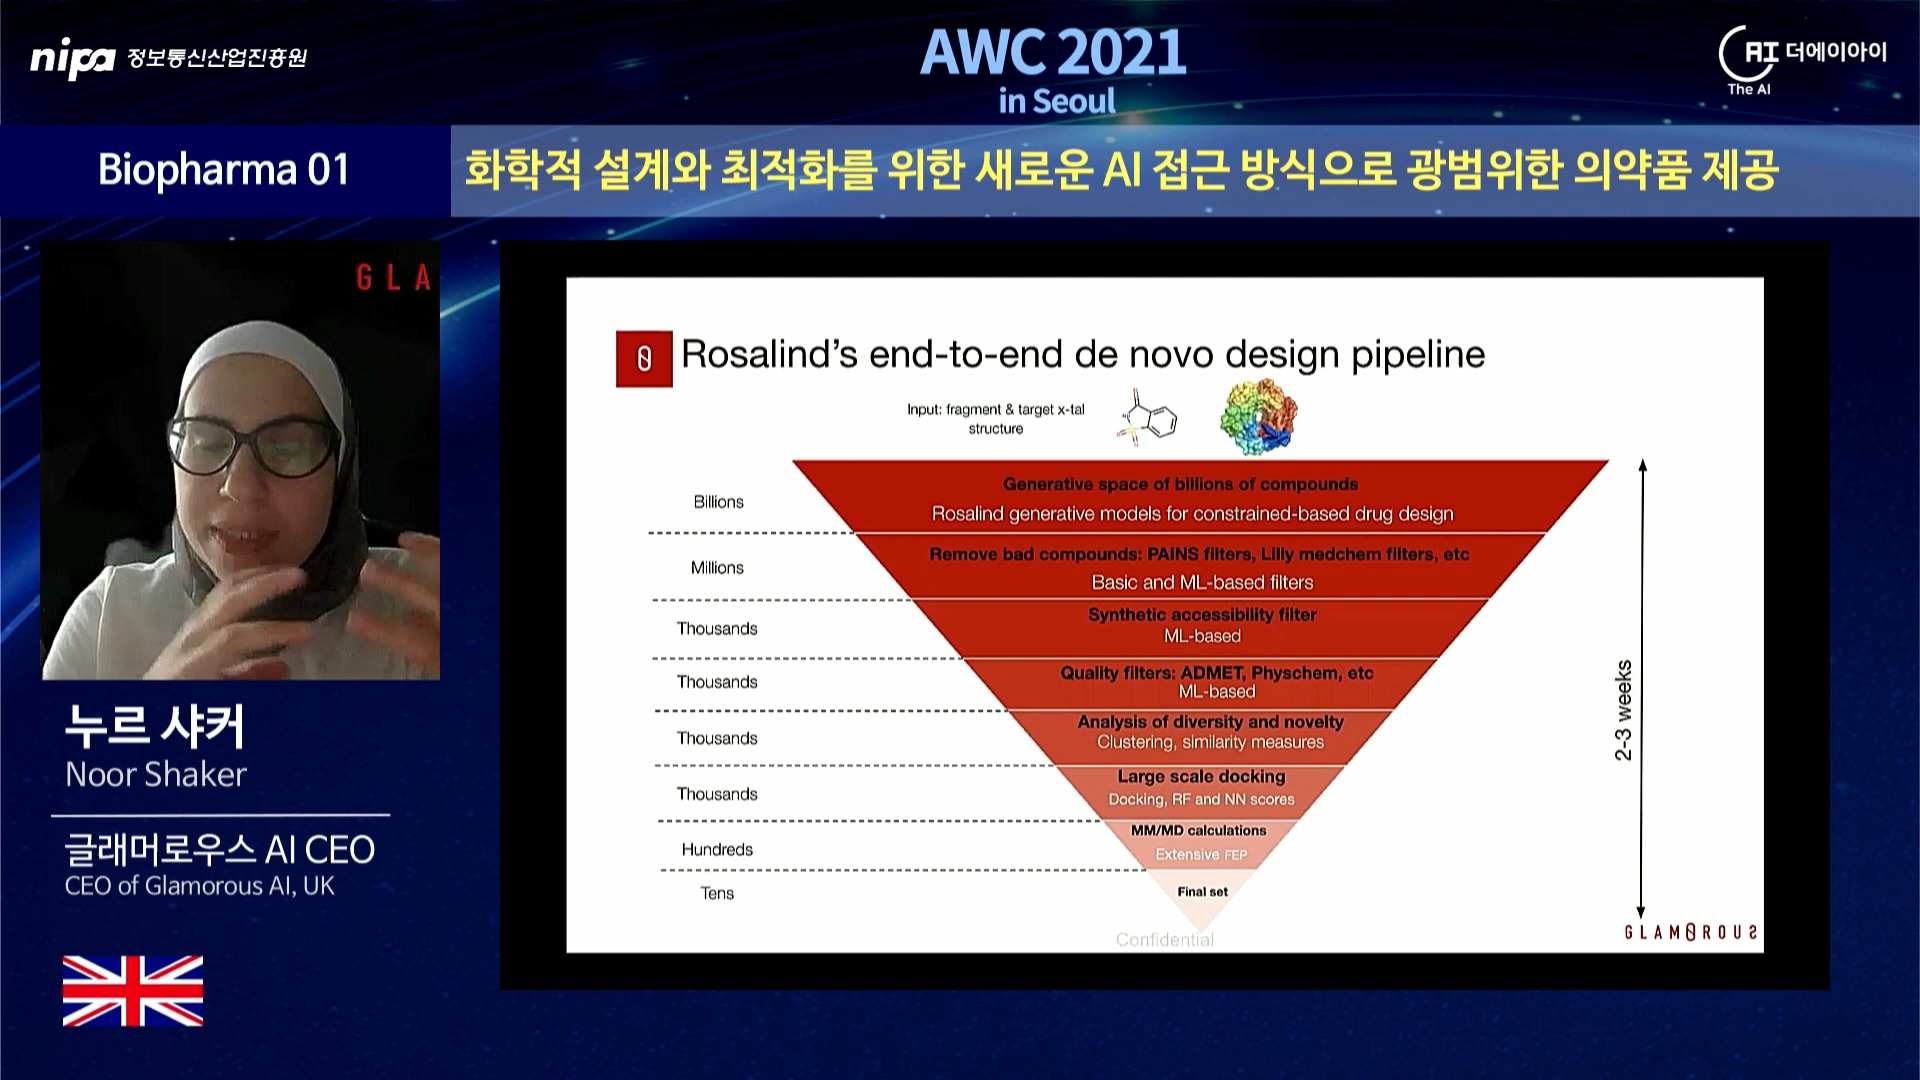 nipa 정보통신산업진흥원
AWC 2021
in Seoul
AI 더에이아이
The AI
Biopharma 01
화학적 설계와 최적화를 위한 새로운 AI 접근 방식으로 광범위한 의약품 제공
G L A
누르 샤커
Noor Shaker
글래머로우스 AI CEO
CEO of Glamorous AI, UK
Rosalind's end-to-end de novo design pipeline
Input: fragment & target x-tal
structure
Billions
Generative space of billions of compounds
Rosalind generative models for constrained-based drug design
Millions
Remove bad compounds: PAINS filters, Lilly medchem filters, etc
Basic and ML-based filters
Thousands
Synthetic accessibility filter
ML-based
Thousands
Quality filters: ADMET, Physchem, etc
ML-based
Thousands
Analysis of diversity and novelty
Clustering, similarity measures
Thousands
Large scale docking
Docking, RF and NN scores
Hundreds
MM/MD calculations
Extensive FEP
Tens
Final set
2-3 weeks
Confidential
GLAMOROUS